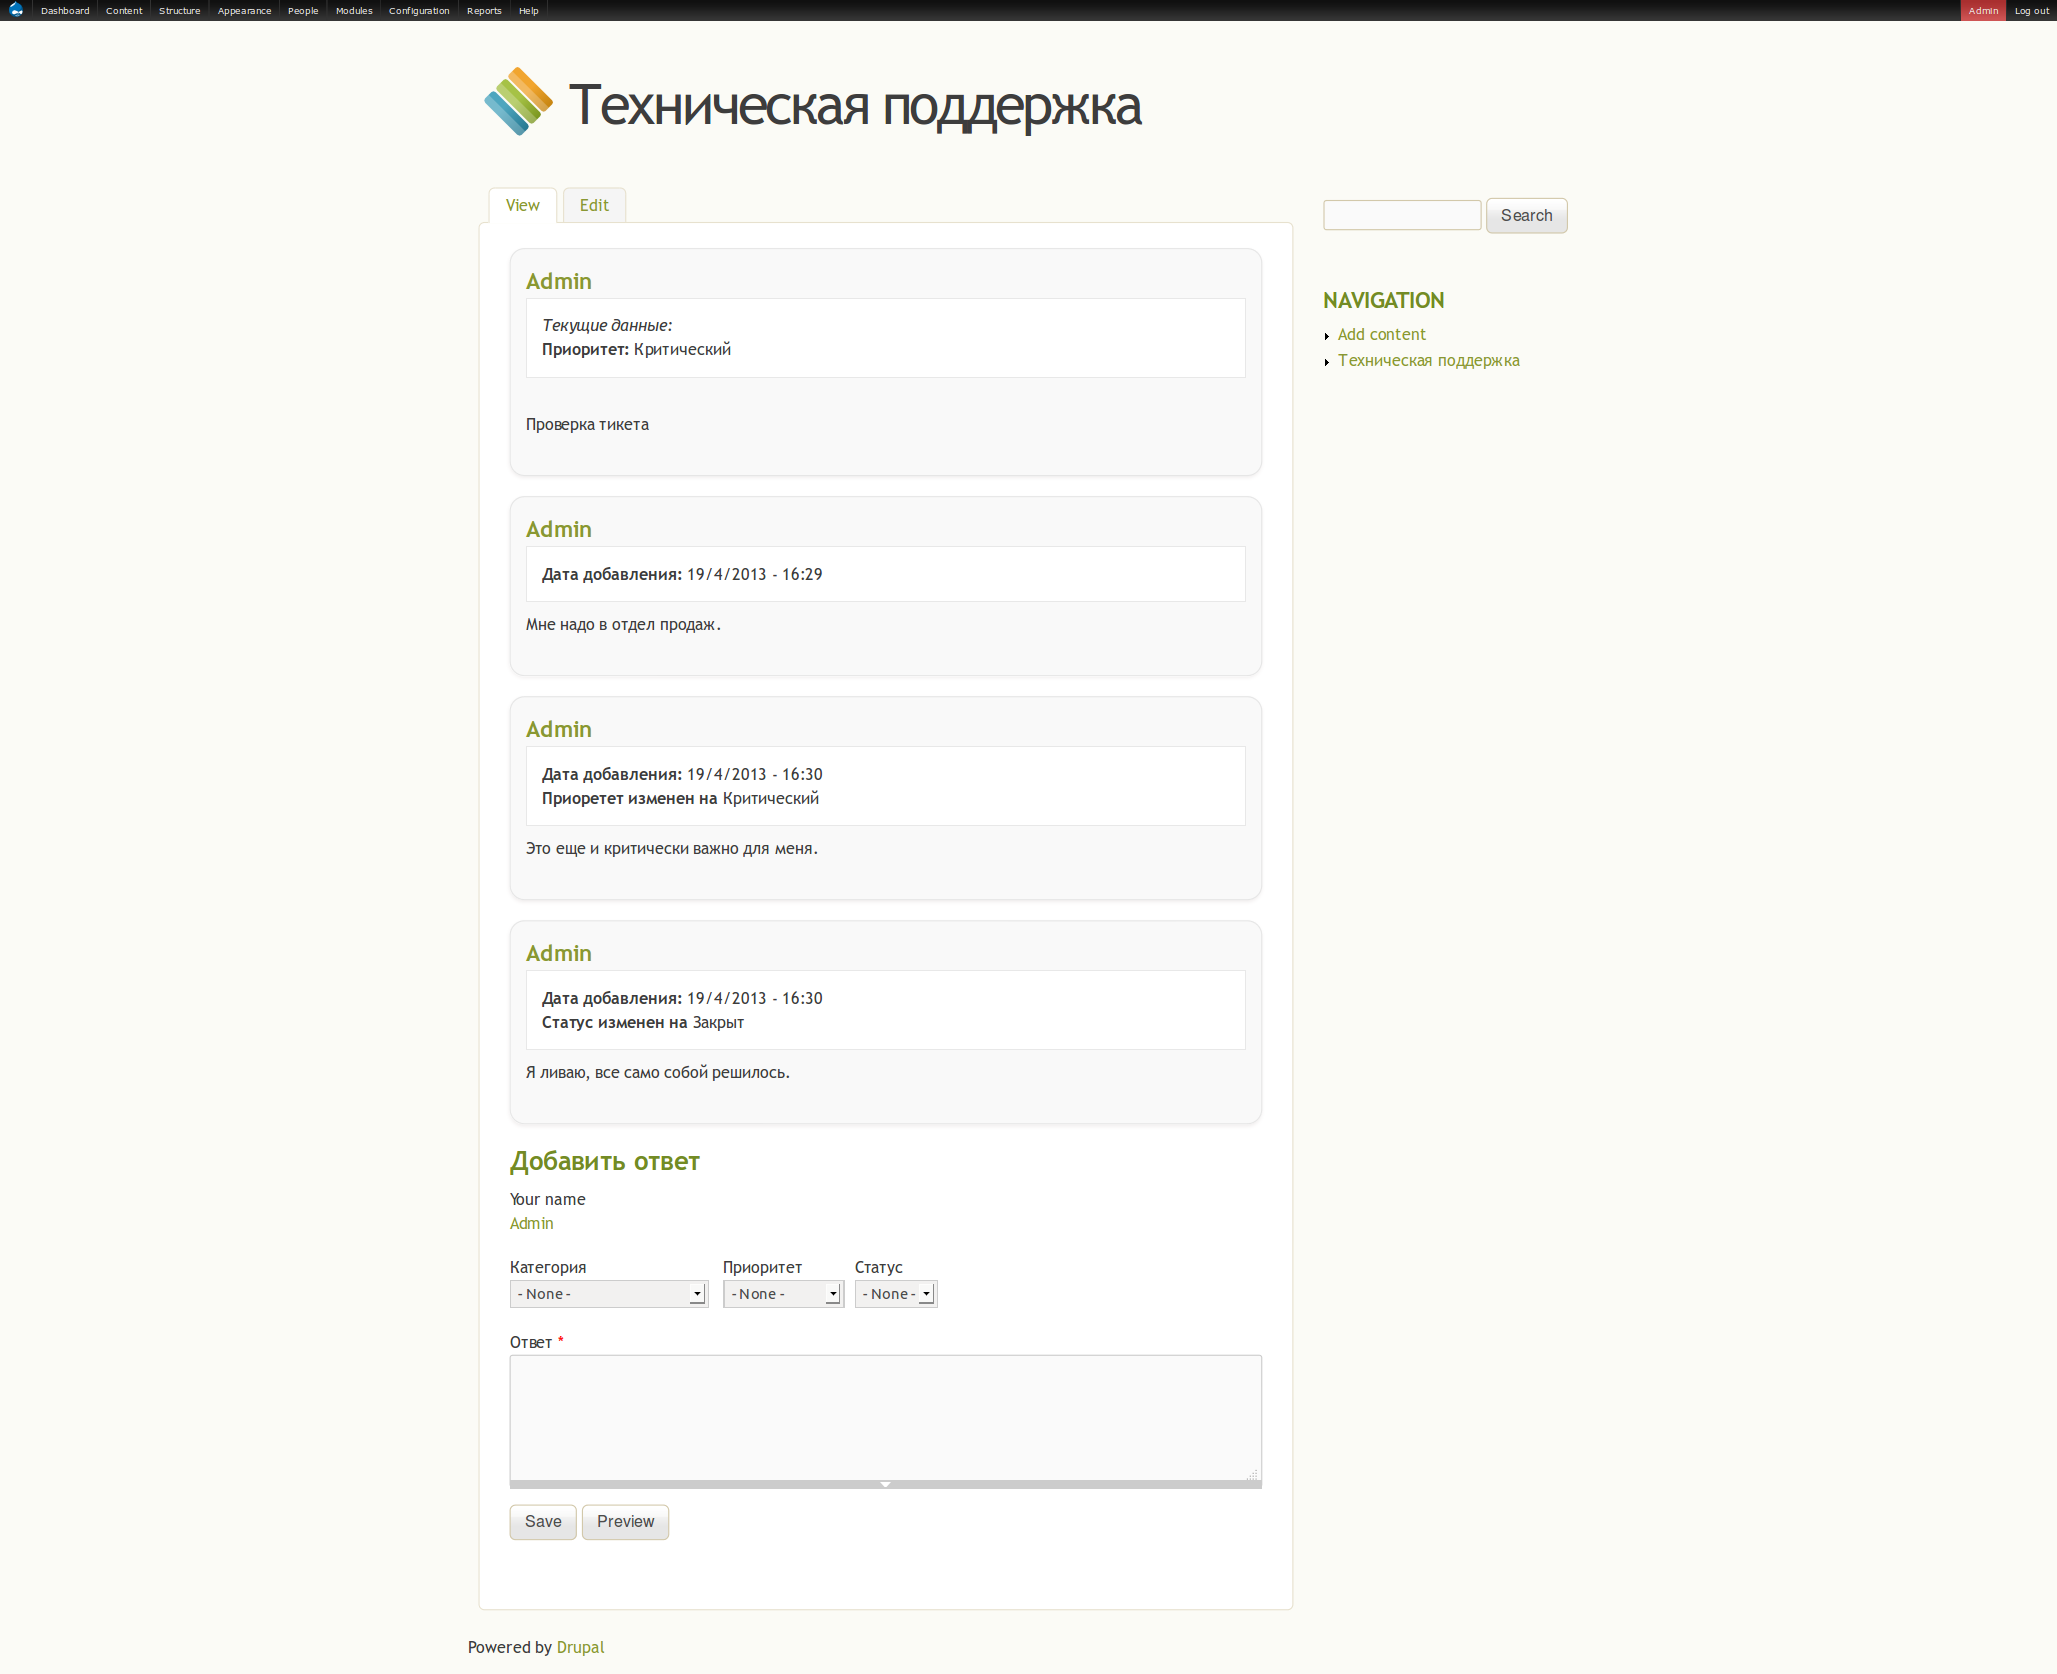 Dashboard Content Structure Appearance People Modules Configuration Reports Help Admin Log out
Техническая поддержка
View Edit
Search
Admin
Текущие данные:
Приоритет: Критический
Проверка тикета
Admin
Дата добавления: 19/4/2013 - 16:29
Мне надо в отдел продаж.
Admin
Дата добавления: 19/4/2013 - 16:30
Приоретет изменен на Критический
Это еще и критически важно для меня.
Admin
Дата добавления: 19/4/2013 - 16:30
Статус изменен на Закрыт
Я ливаю, все само собой решилось.
Добавить ответ
Your name
Admin
Категория Приоритет Статус
- None - - None - - None -
Ответ *
Save Preview
NAVIGATION
Add content
Техническая поддержка
Powered by Drupal